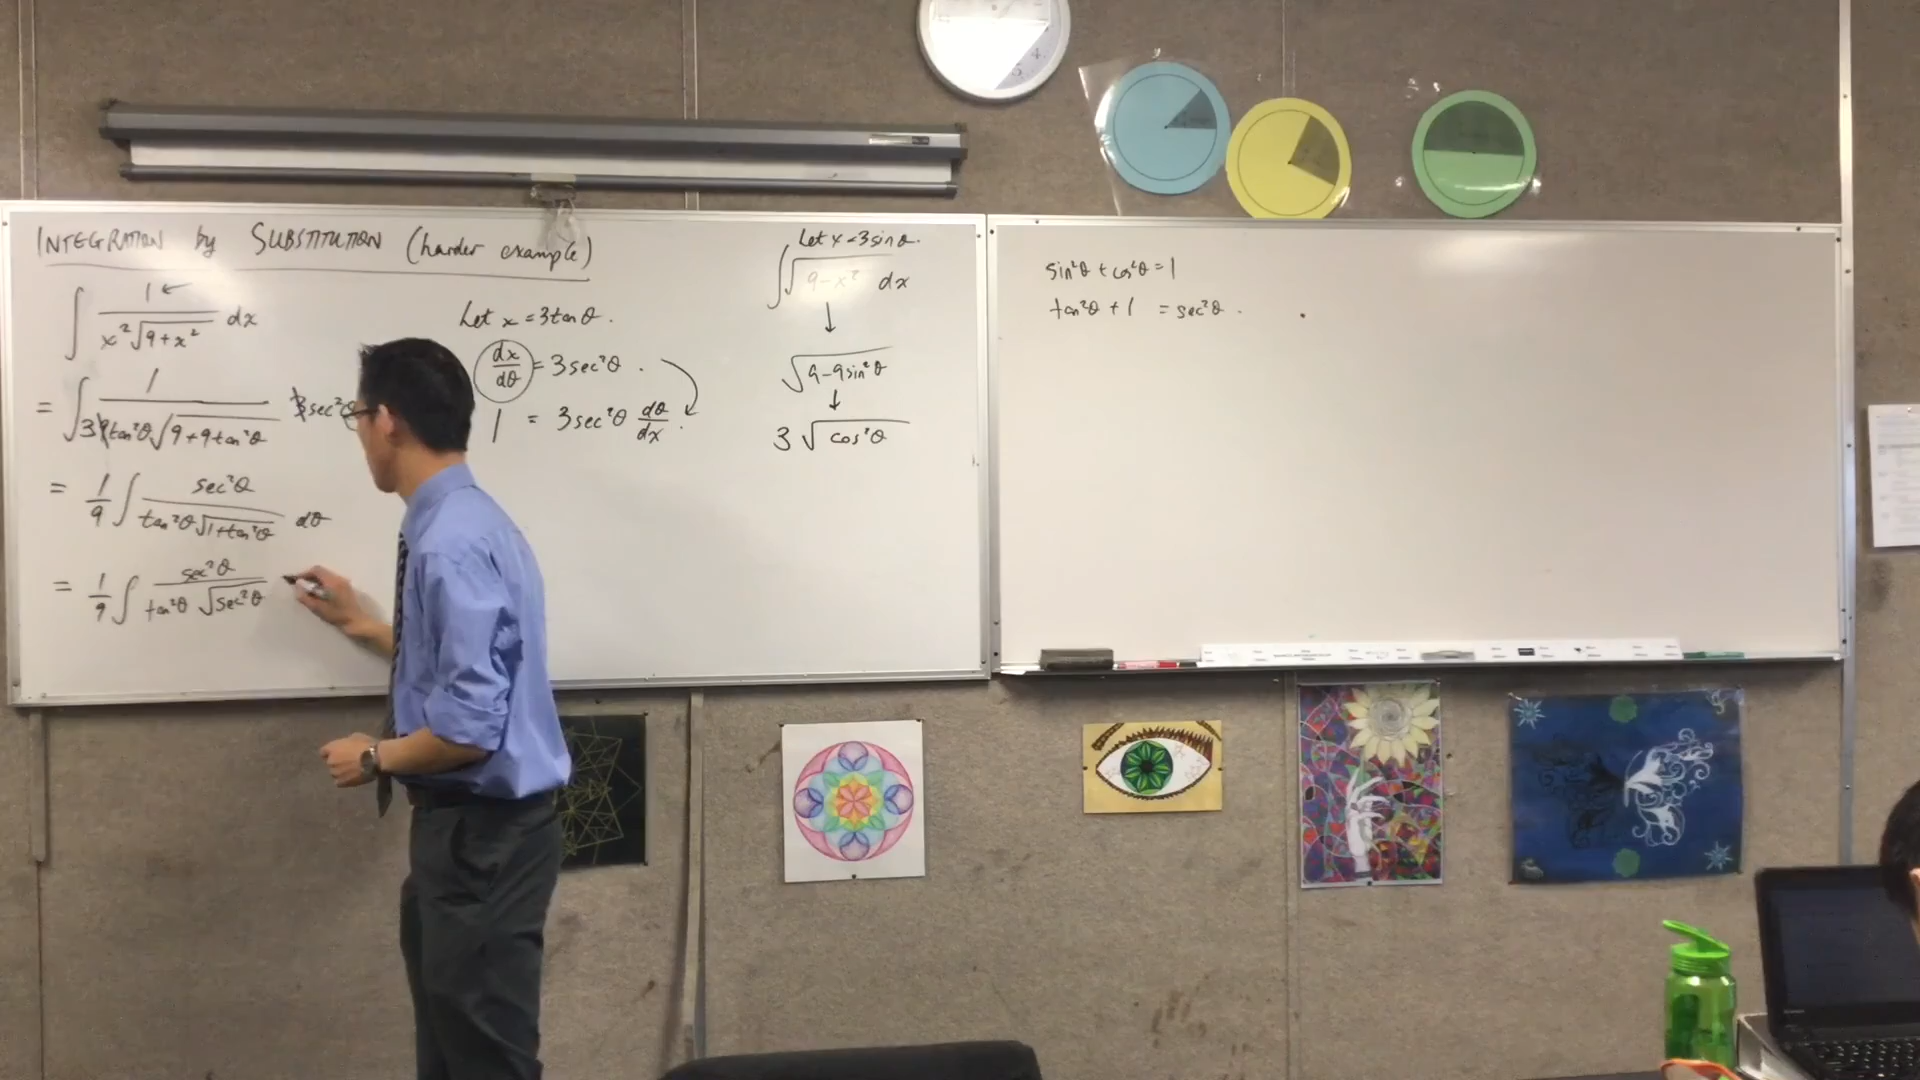 INTEGRATION by SUBSTITUTION (harder example)
∫ 1 / (x²√(9+x²)) dx ←
= ∫ 1 / (3 9tan²θ√(9+9tan²θ)) 3sec²θ
= 1/9 ∫ sec²θ / (tan²θ√(1+tan²θ)) dθ
= 1/9 ∫ sec²θ / (tan²θ √(sec²θ))
Let x = 3tanθ.
dx/dθ = 3sec²θ .
1 = 3sec²θ dθ/dx .
Let x = 3sinθ.
∫√(9-x²) dx
↓
√(9-9sin²θ)
↓
3√(cos²θ)
sin²θ + cos²θ = 1
tan²θ + 1 = sec²θ .